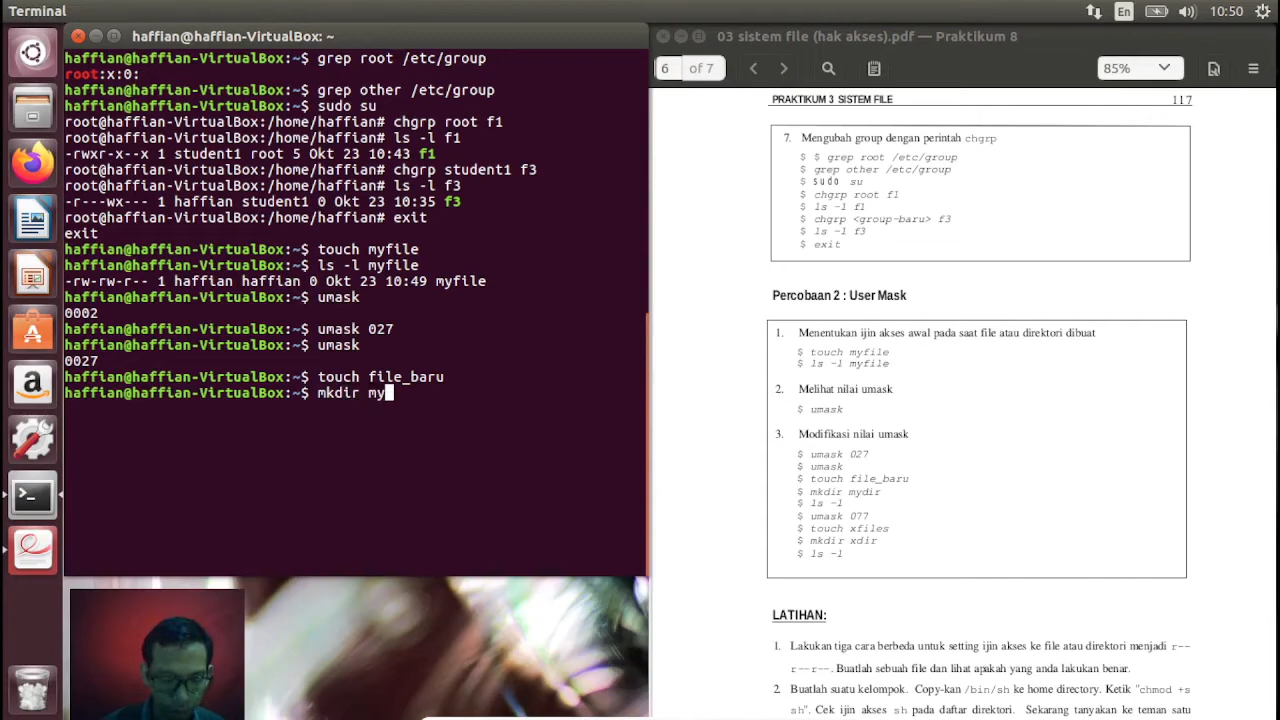 Terminal
En
10:50
haffian@haffian-VirtualBox: ~
haffian@haffian-VirtualBox:~$ grep root /etc/group
root:x:0:
haffian@haffian-VirtualBox:~$ grep other /etc/group
haffian@haffian-VirtualBox:~$ sudo su
root@haffian-VirtualBox:/home/haffian# chgrp root f1
root@haffian-VirtualBox:/home/haffian# ls -l f1
-rwxr-x--x 1 student1 root 5 Okt 23 10:43 f1
root@haffian-VirtualBox:/home/haffian# chgrp student1 f3
root@haffian-VirtualBox:/home/haffian# ls -l f3
-r---wx--- 1 haffian student1 0 Okt 23 10:35 f3
root@haffian-VirtualBox:/home/haffian# exit
exit
haffian@haffian-VirtualBox:~$ touch myfile
haffian@haffian-VirtualBox:~$ ls -l myfile
-rw-rw-r-- 1 haffian haffian 0 Okt 23 10:49 myfile
haffian@haffian-VirtualBox:~$ umask
0002
haffian@haffian-VirtualBox:~$ umask 027
haffian@haffian-VirtualBox:~$ umask
0027
haffian@haffian-VirtualBox:~$ touch file_baru
haffian@haffian-VirtualBox:~$ mkdir my
03 sistem file (hak akses).pdf — Praktikum 8
6 of 7
85%
PRAKTIKUM 3 SISTEM FILE 117
7. Mengubah group dengan perintah chgrp
$ $ grep root /etc/group
$ grep other /etc/group
$ sudo su
$ chgrp root f1
$ ls -l f1
$ chgrp <group-baru> f3
$ ls -l f3
$ exit
Percobaan 2 : User Mask
1. Menentukan ijin akses awal pada saat file atau direktori dibuat
$ touch myfile
$ ls -l myfile
2. Melihat nilai umask
$ umask
3. Modifikasi nilai umask
$ umask 027
$ umask
$ touch file_baru
$ mkdir mydir
$ ls -l
$ umask 077
$ touch xfiles
$ mkdir xdir
$ ls -l
LATIHAN:
1. Lakukan tiga cara berbeda untuk setting ijin akses ke file atau direktori menjadi r--
r--r--. Buatlah sebuah file dan lihat apakah yang anda lakukan benar.
2. Buatlah suatu kelompok. Copy-kan /bin/sh ke home directory. Ketik "chmod +s
sh". Cek ijin akses sh pada daftar direktori. Sekarang tanyakan ke teman satu